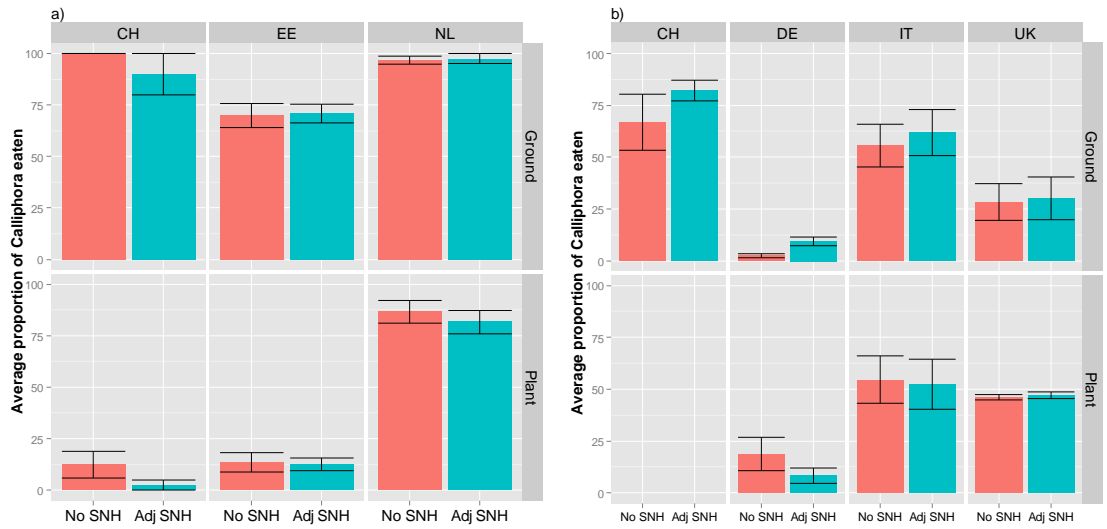 a)
CH EE NL
Average proportion of Calliphora eaten
100
75
50
25
0
Ground
100
75
50
25
0
Plant
No SNH Adj SNH No SNH Adj SNH No SNH Adj SNH
b)
CH DE IT UK
Average proportion of Calliphora eaten
100
75
50
25
0
Ground
100
75
50
25
0
Plant
No SNH Adj SNH No SNH Adj SNH No SNH Adj SNH No SNH Adj SNH